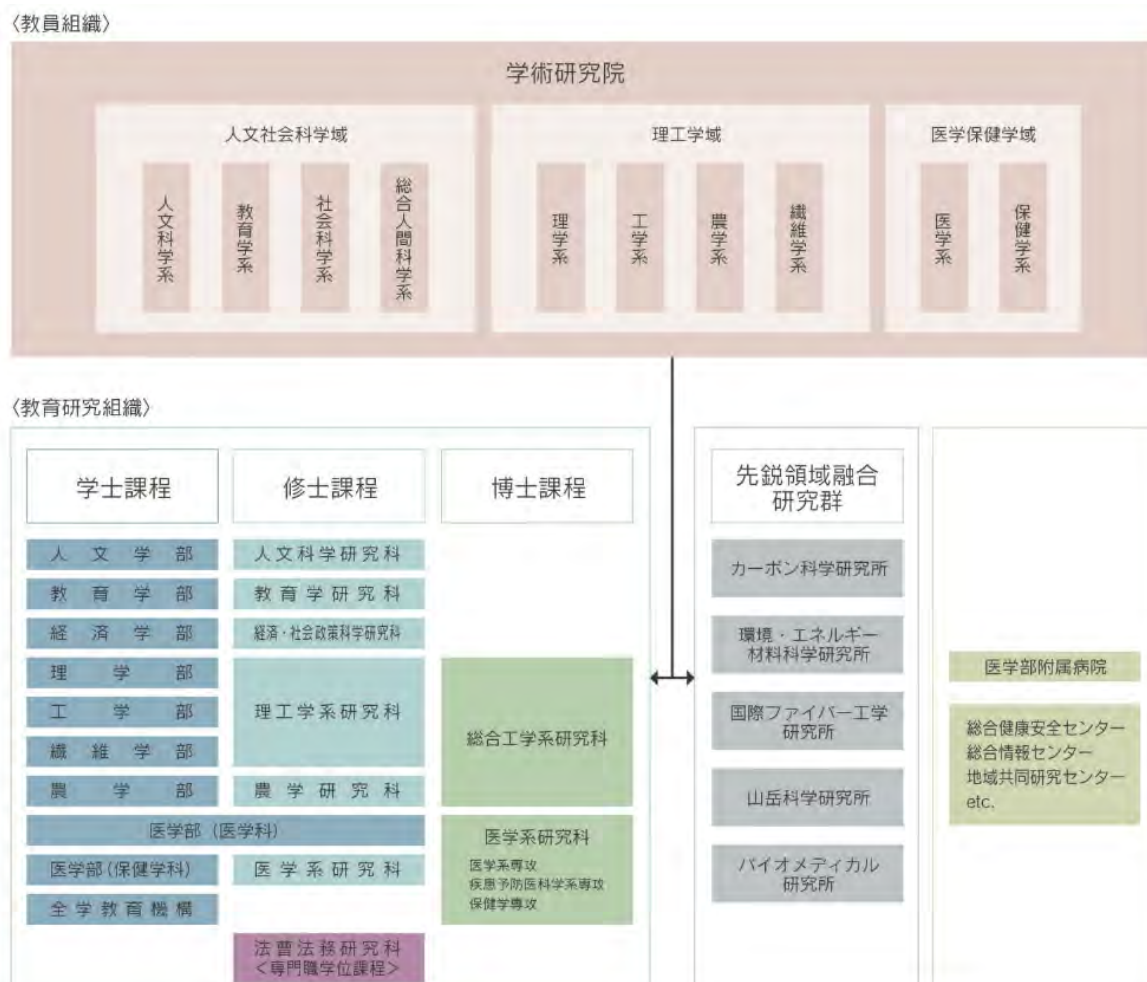 〈教員組織〉
学術研究院
人文社会科学域
人文科学系
教育学系
社会科学系
総合人間科学系
理工学域
理学系
工学系
農学系
繊維学系
医学保健学域
医学系
保健学系
〈教育研究組織〉
学士課程
人文学部
教育学部
経済学部
理学部
工学部
繊維学部
農学部
医学部（医学科）
医学部（保健学科）
全学教育機構
修士課程
人文科学研究科
教育学研究科
経済・社会政策科学研究科
理工学系研究科
農学研究科
医学系研究科
法曹法務研究科
＜専門職学位課程＞
博士課程
総合工学系研究科
医学系研究科
医学系専攻
疾患予防医科学系専攻
保健学専攻
先鋭領域融合
研究群
カーボン科学研究所
環境・エネルギー
材料科学研究所
国際ファイバー工学
研究所
山岳科学研究所
バイオメディカル
研究所
医学部附属病院
総合健康安全センター
総合情報センター
地域共同研究センター
etc.